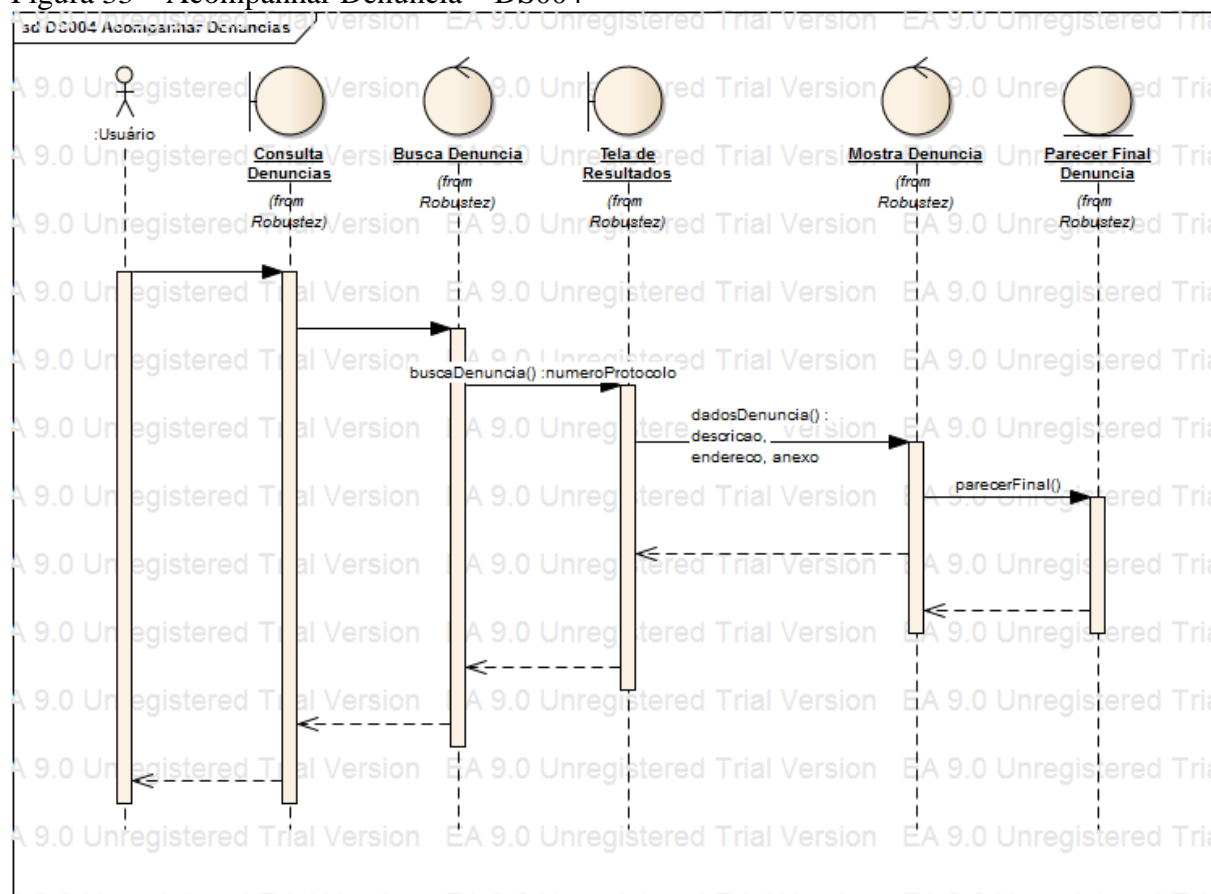 Figura 33 – Acompanhar Denúncia – DS004
sd DS004 Acompanhar Denuncias
:Usuário
Consulta
Denuncias
(from
Robustez)
Busca Denuncia
(from
Robustez)
Tela de
Resultados
(from
Robustez)
Mostra Denuncia
(from
Robustez)
Parecer Final
Denuncia
(from
Robustez)
buscaDenuncia() :numeroProtocolo
dadosDenuncia() :
descricao,
endereco, anexo
parecerFinal()
EA 9.0 Unregistered Trial Version